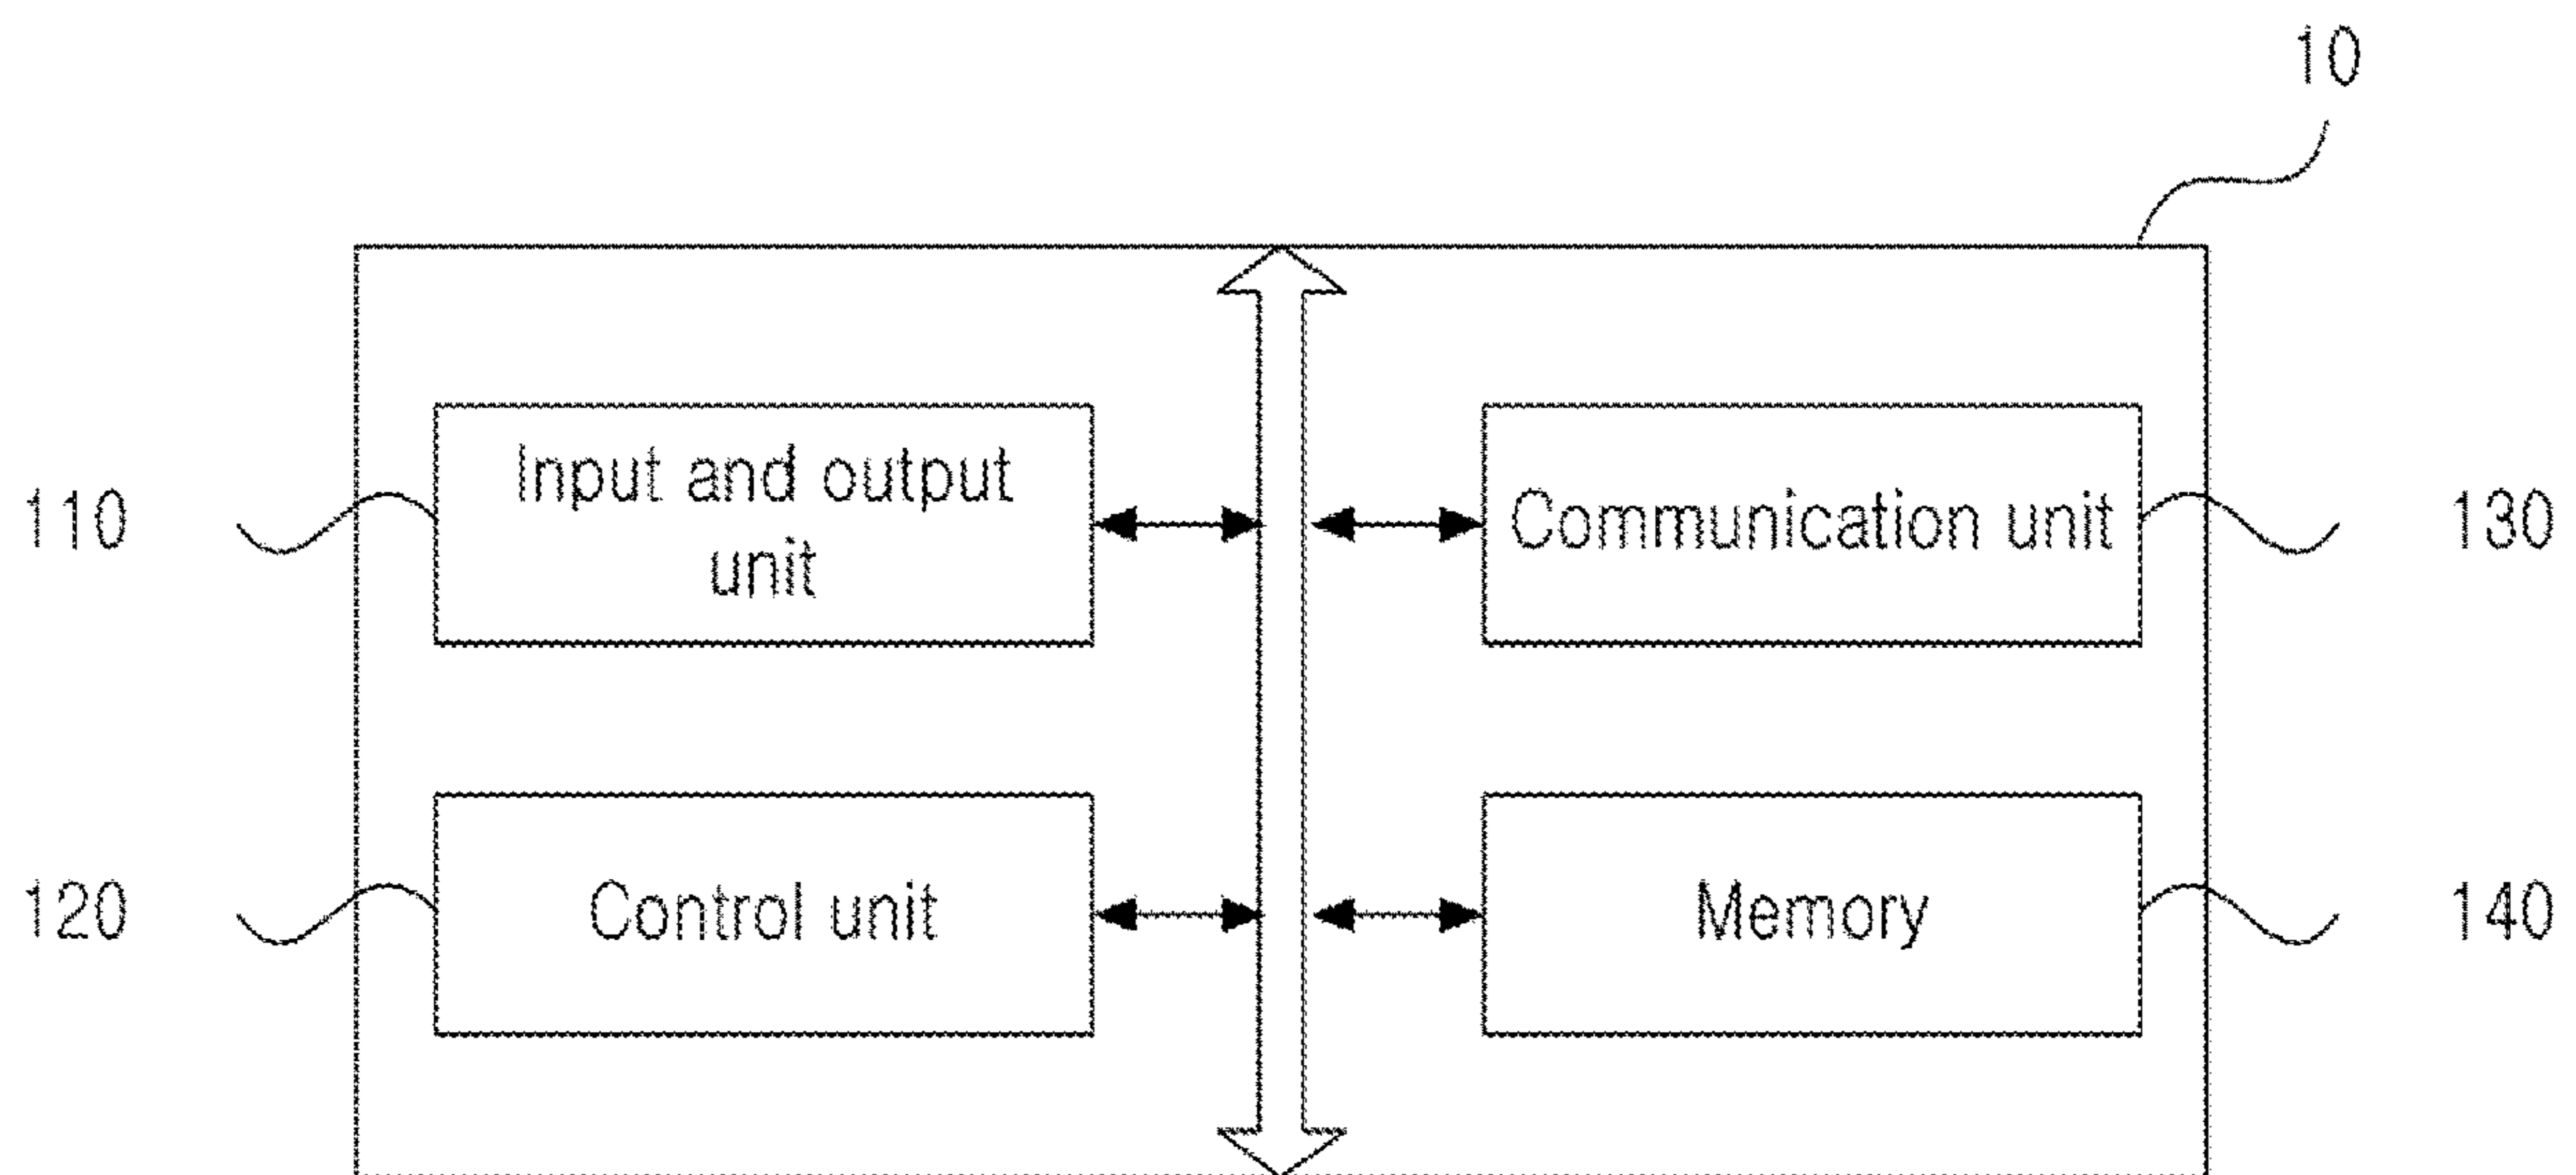 10
110
Input and output
unit
Communication unit
130
120
Control unit
Memory
140